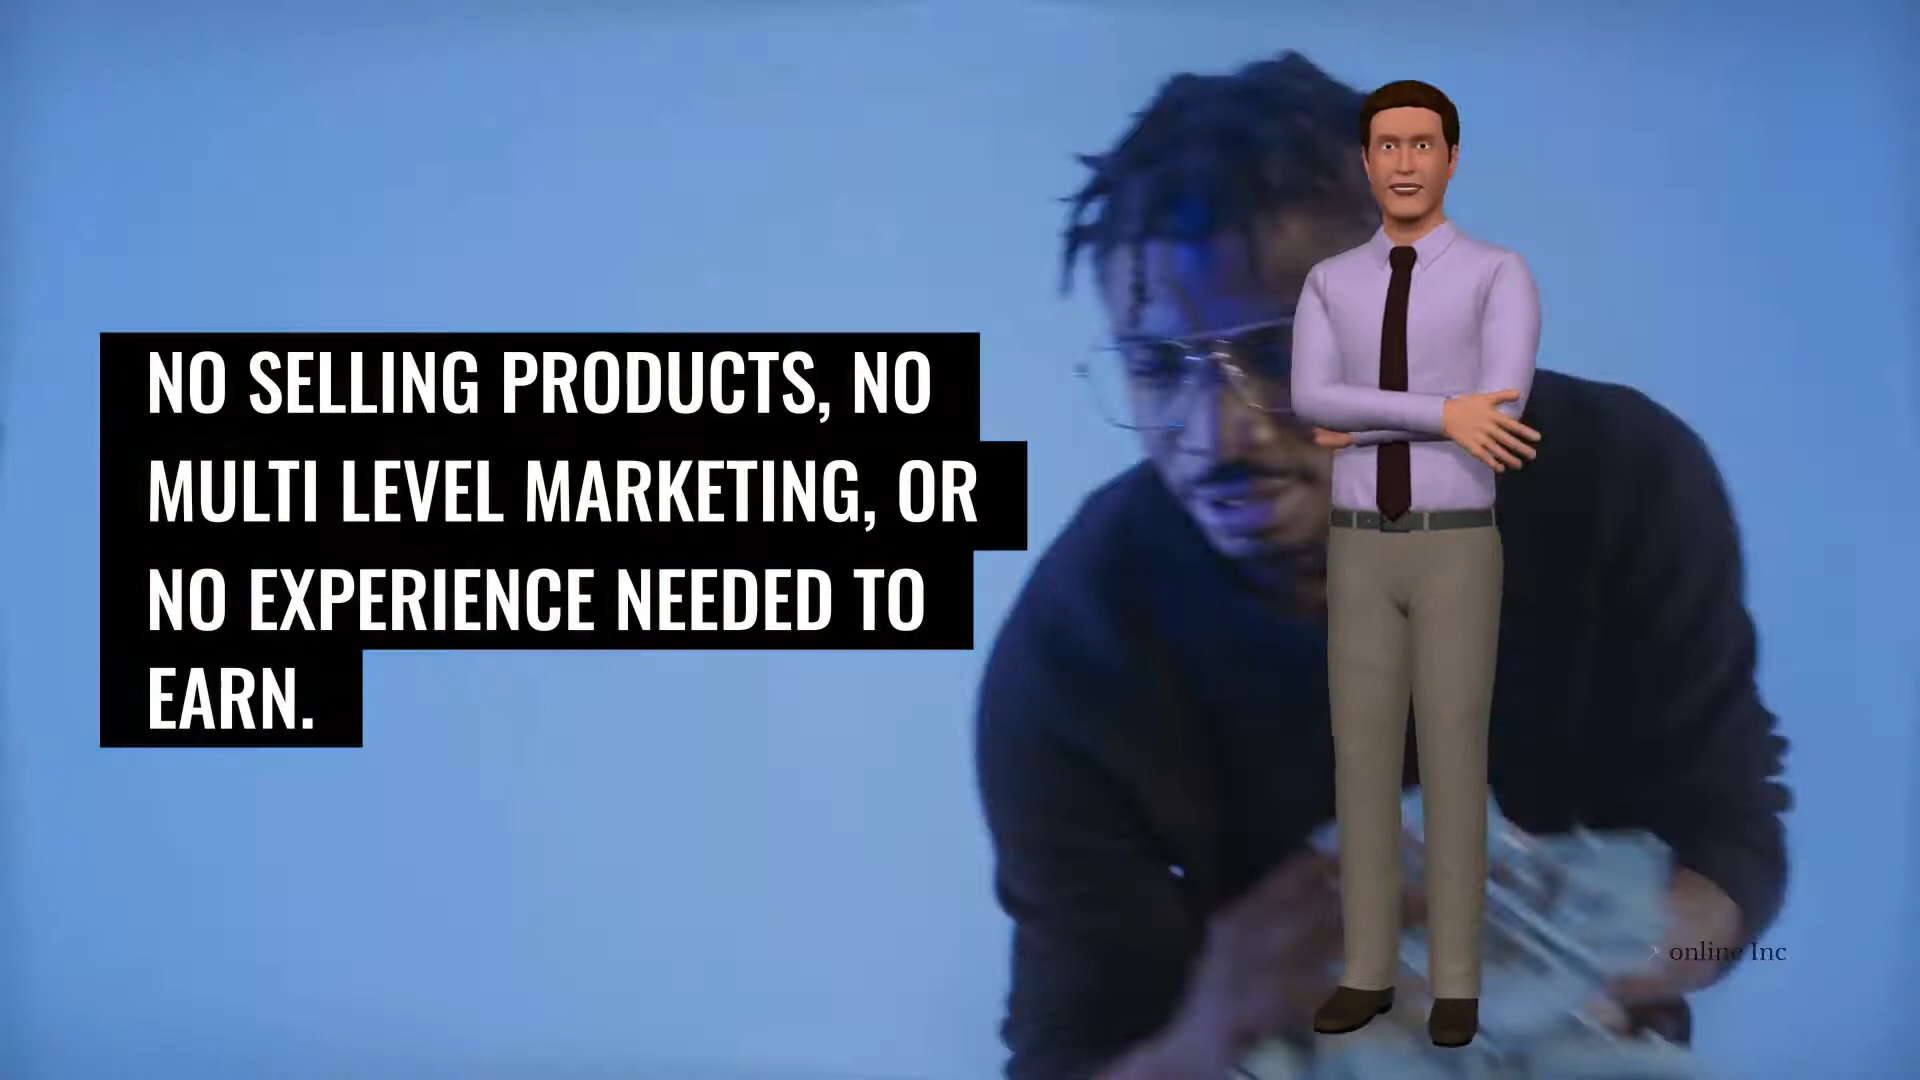 NO SELLING PRODUCTS, NO
MULTI LEVEL MARKETING, OR
NO EXPERIENCE NEEDED TO
EARN.
online Inc